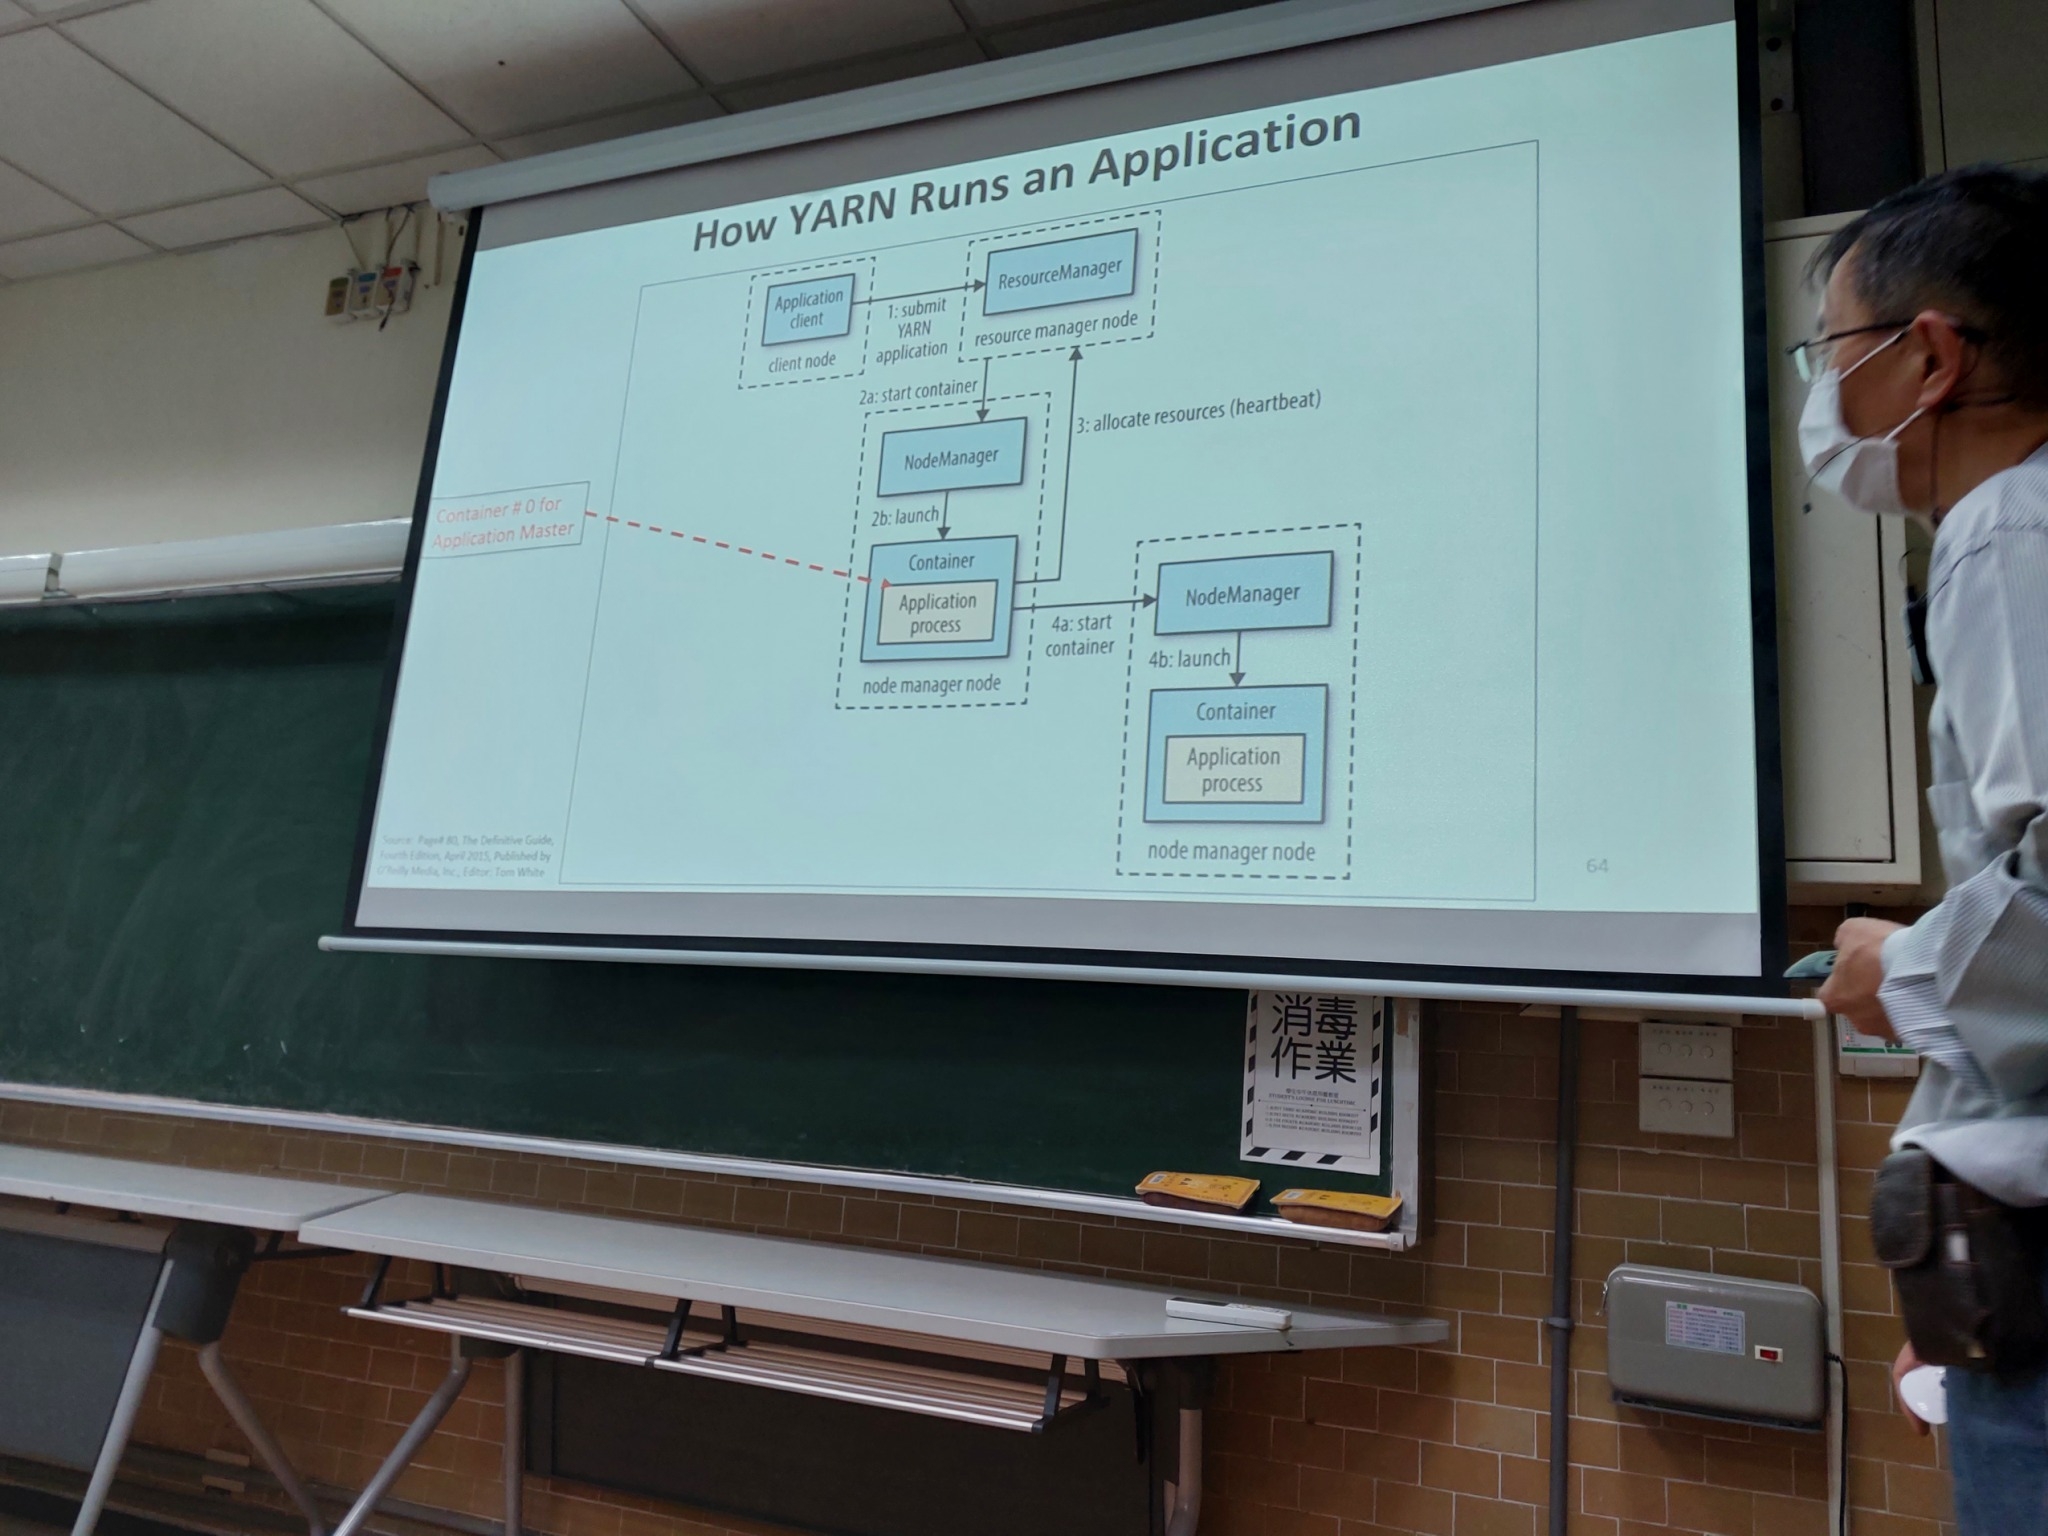 How YARN Runs an Application
Application
client
client node
1: submit
YARN
application
ResourceManager
resource manager node
2a: start container
3: allocate resources (heartbeat)
NodeManager
2b: launch
Container # 0 for
Application Master
Container
Application
process
node manager node
4a: start
container
NodeManager
4b: launch
Container
Application
process
node manager node
Source: Page# 80, The Definitive Guide,
Fourth Edition, April 2015, Published by
O'Reilly Media, Inc., Editor: Tom White
64
消毒
作業